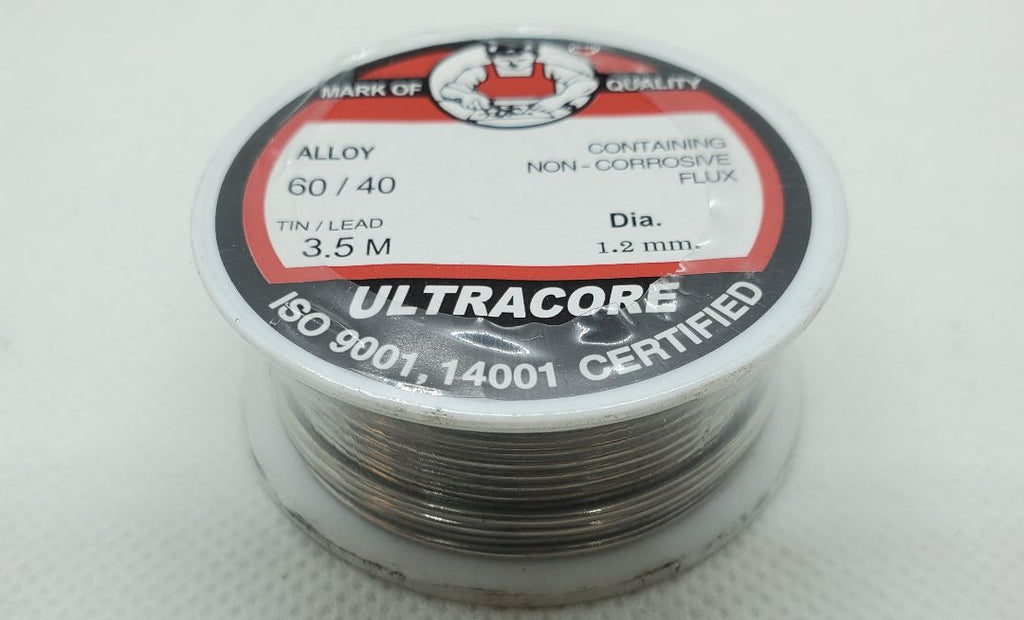 MARK OF QUALITY
ALLOY
60 / 40
TIN / LEAD
3.5 M
CONTAINING
NON - CORROSIVE
FLUX
Dia.
1.2 mm.
ULTRACORE
ISO 9001, 14001 CERTIFIED